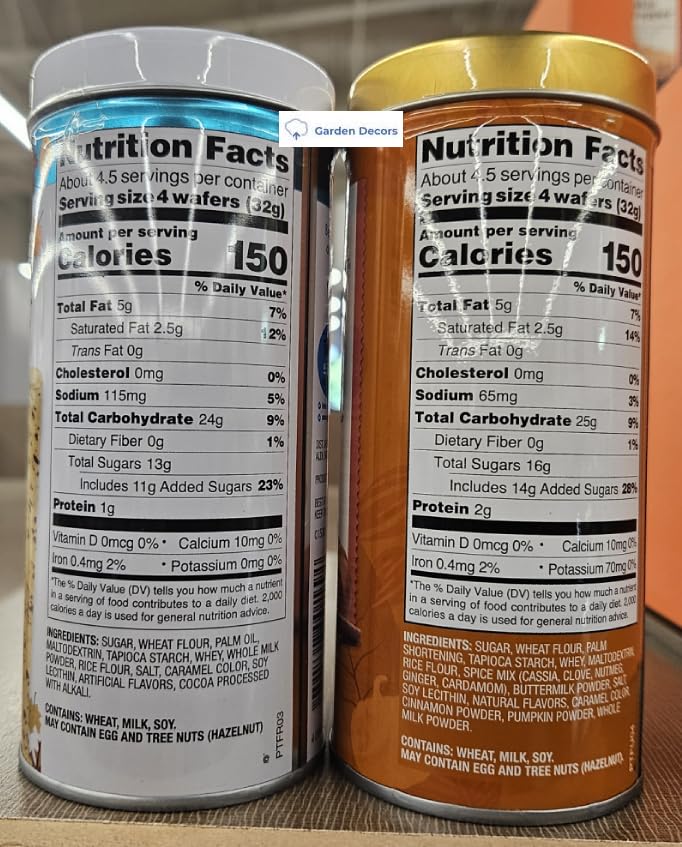 Garden Decors
Nutrition Facts
About 4.5 servings per container
Serving size 4 wafers (32g)
Amount per serving
Calories 150
% Daily Value*
Total Fat 5g 7%
Saturated Fat 2.5g 12%
Trans Fat 0g
Cholesterol 0mg 0%
Sodium 115mg 5%
Total Carbohydrate 24g 9%
Dietary Fiber 0g 1%
Total Sugars 13g
Includes 11g Added Sugars 23%
Protein 1g
Vitamin D 0mcg 0% • Calcium 10mg 0%
Iron 0.4mg 2% • Potassium 0mg 0%
*The % Daily Value (DV) tells you how much a nutrient
in a serving of food contributes to a daily diet. 2,000
calories a day is used for general nutrition advice.
INGREDIENTS: SUGAR, WHEAT FLOUR, PALM OIL,
MALTODEXTRIN, TAPIOCA STARCH, WHEY, WHOLE MILK
POWDER, RICE FLOUR, SALT, CARAMEL COLOR, SOY
LECITHIN, ARTIFICIAL FLAVORS, COCOA PROCESSED
WITH ALKALI.
CONTAINS: WHEAT, MILK, SOY.
MAY CONTAIN EGG AND TREE NUTS (HAZELNUT)
PTFR03
Nutrition Facts
About 4.5 servings per container
Serving size 4 wafers (32g)
Amount per serving
Calories 150
% Daily Value*
Total Fat 5g 7%
Saturated Fat 2.5g 14%
Trans Fat 0g
Cholesterol 0mg 0%
Sodium 65mg 3%
Total Carbohydrate 25g 9%
Dietary Fiber 0g 1%
Total Sugars 16g
Includes 14g Added Sugars 28%
Protein 2g
Vitamin D 0mcg 0% • Calcium 10mg 0%
Iron 0.4mg 2% • Potassium 70mg 0%
*The % Daily Value (DV) tells you how much a nutrient
in a serving of food contributes to a daily diet. 2,000
calories a day is used for general nutrition advice.
INGREDIENTS: SUGAR, WHEAT FLOUR, PALM
SHORTENING, TAPIOCA STARCH, WHEY, MALTODEXTRIN,
RICE FLOUR, SPICE MIX (CASSIA, CLOVE, NUTMEG,
GINGER, CARDAMOM), BUTTERMILK POWDER, SALT,
SOY LECITHIN, NATURAL FLAVORS, CARAMEL COLOR,
CINNAMON POWDER, PUMPKIN POWDER, WHOLE
MILK POWDER.
CONTAINS: WHEAT, MILK, SOY.
MAY CONTAIN EGG AND TREE NUTS (HAZELNUT).